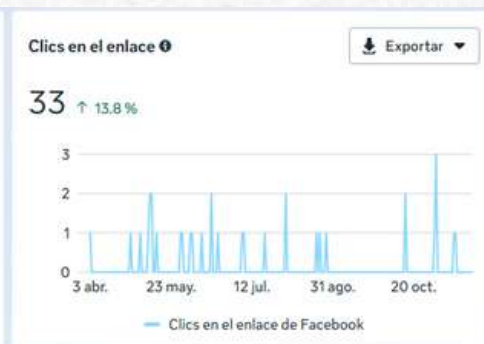 Clics en el enlace
Exportar
33 ↑ 13.8 %
3
2
1
0
3 abr. 23 may. 12 jul. 31 ago. 20 oct.
Clics en el enlace de Facebook